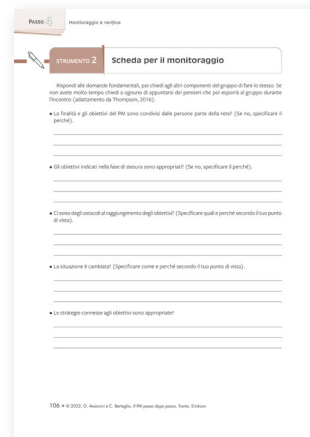 PASSO 4
Monitoraggio e verifica
STRUMENTO 2
Scheda per il monitoraggio
Rispondi alle domande fondamentali, poi chiedi agli altri componenti del gruppo di fare lo stesso. Se
non avete molto tempo chiedi a ognuno di appuntarsi dei pensieri che poi esporrà al gruppo durante
l'incontro (adattamento da Thompson, 2016).
• La finalità e gli obiettivi del PAI sono condivisi dalle persone parte della rete? (Se no, specificare il
perché).
• Gli obiettivi indicati nella fase di stesura sono appropriati? (Se no, specificare il perché).
• Ci sono degli ostacoli al raggiungimento degli obiettivi? (Specificare quali e perché secondo il tuo punto
di vista).
• La situazione è cambiata? (Specificare come e perché secondo il tuo punto di vista).
• Le strategie connesse agli obiettivi sono appropriate?
106 • © 2022, O. Avancini e C. Bertoglio, Il PAI passo dopo passo, Trento, Erickson